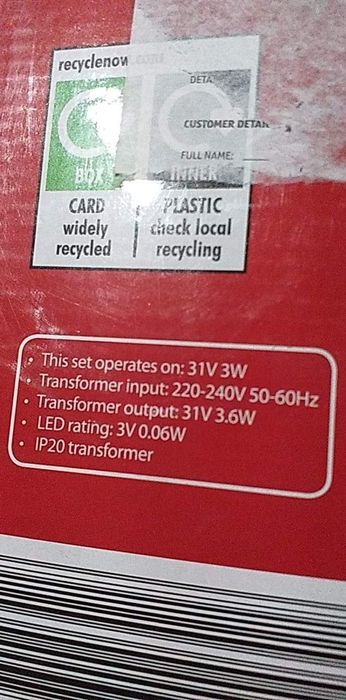 recyclenow.com
DETA
CUSTOMER DETAI
FULL NAME:
BOX
INNER
CARD
widely
recycled
PLASTIC
check local
recycling
• This set operates on: 31V 3W
• Transformer input: 220-240V 50-60Hz
• Transformer output: 31V 3.6W
• LED rating: 3V 0.06W
• IP20 transformer